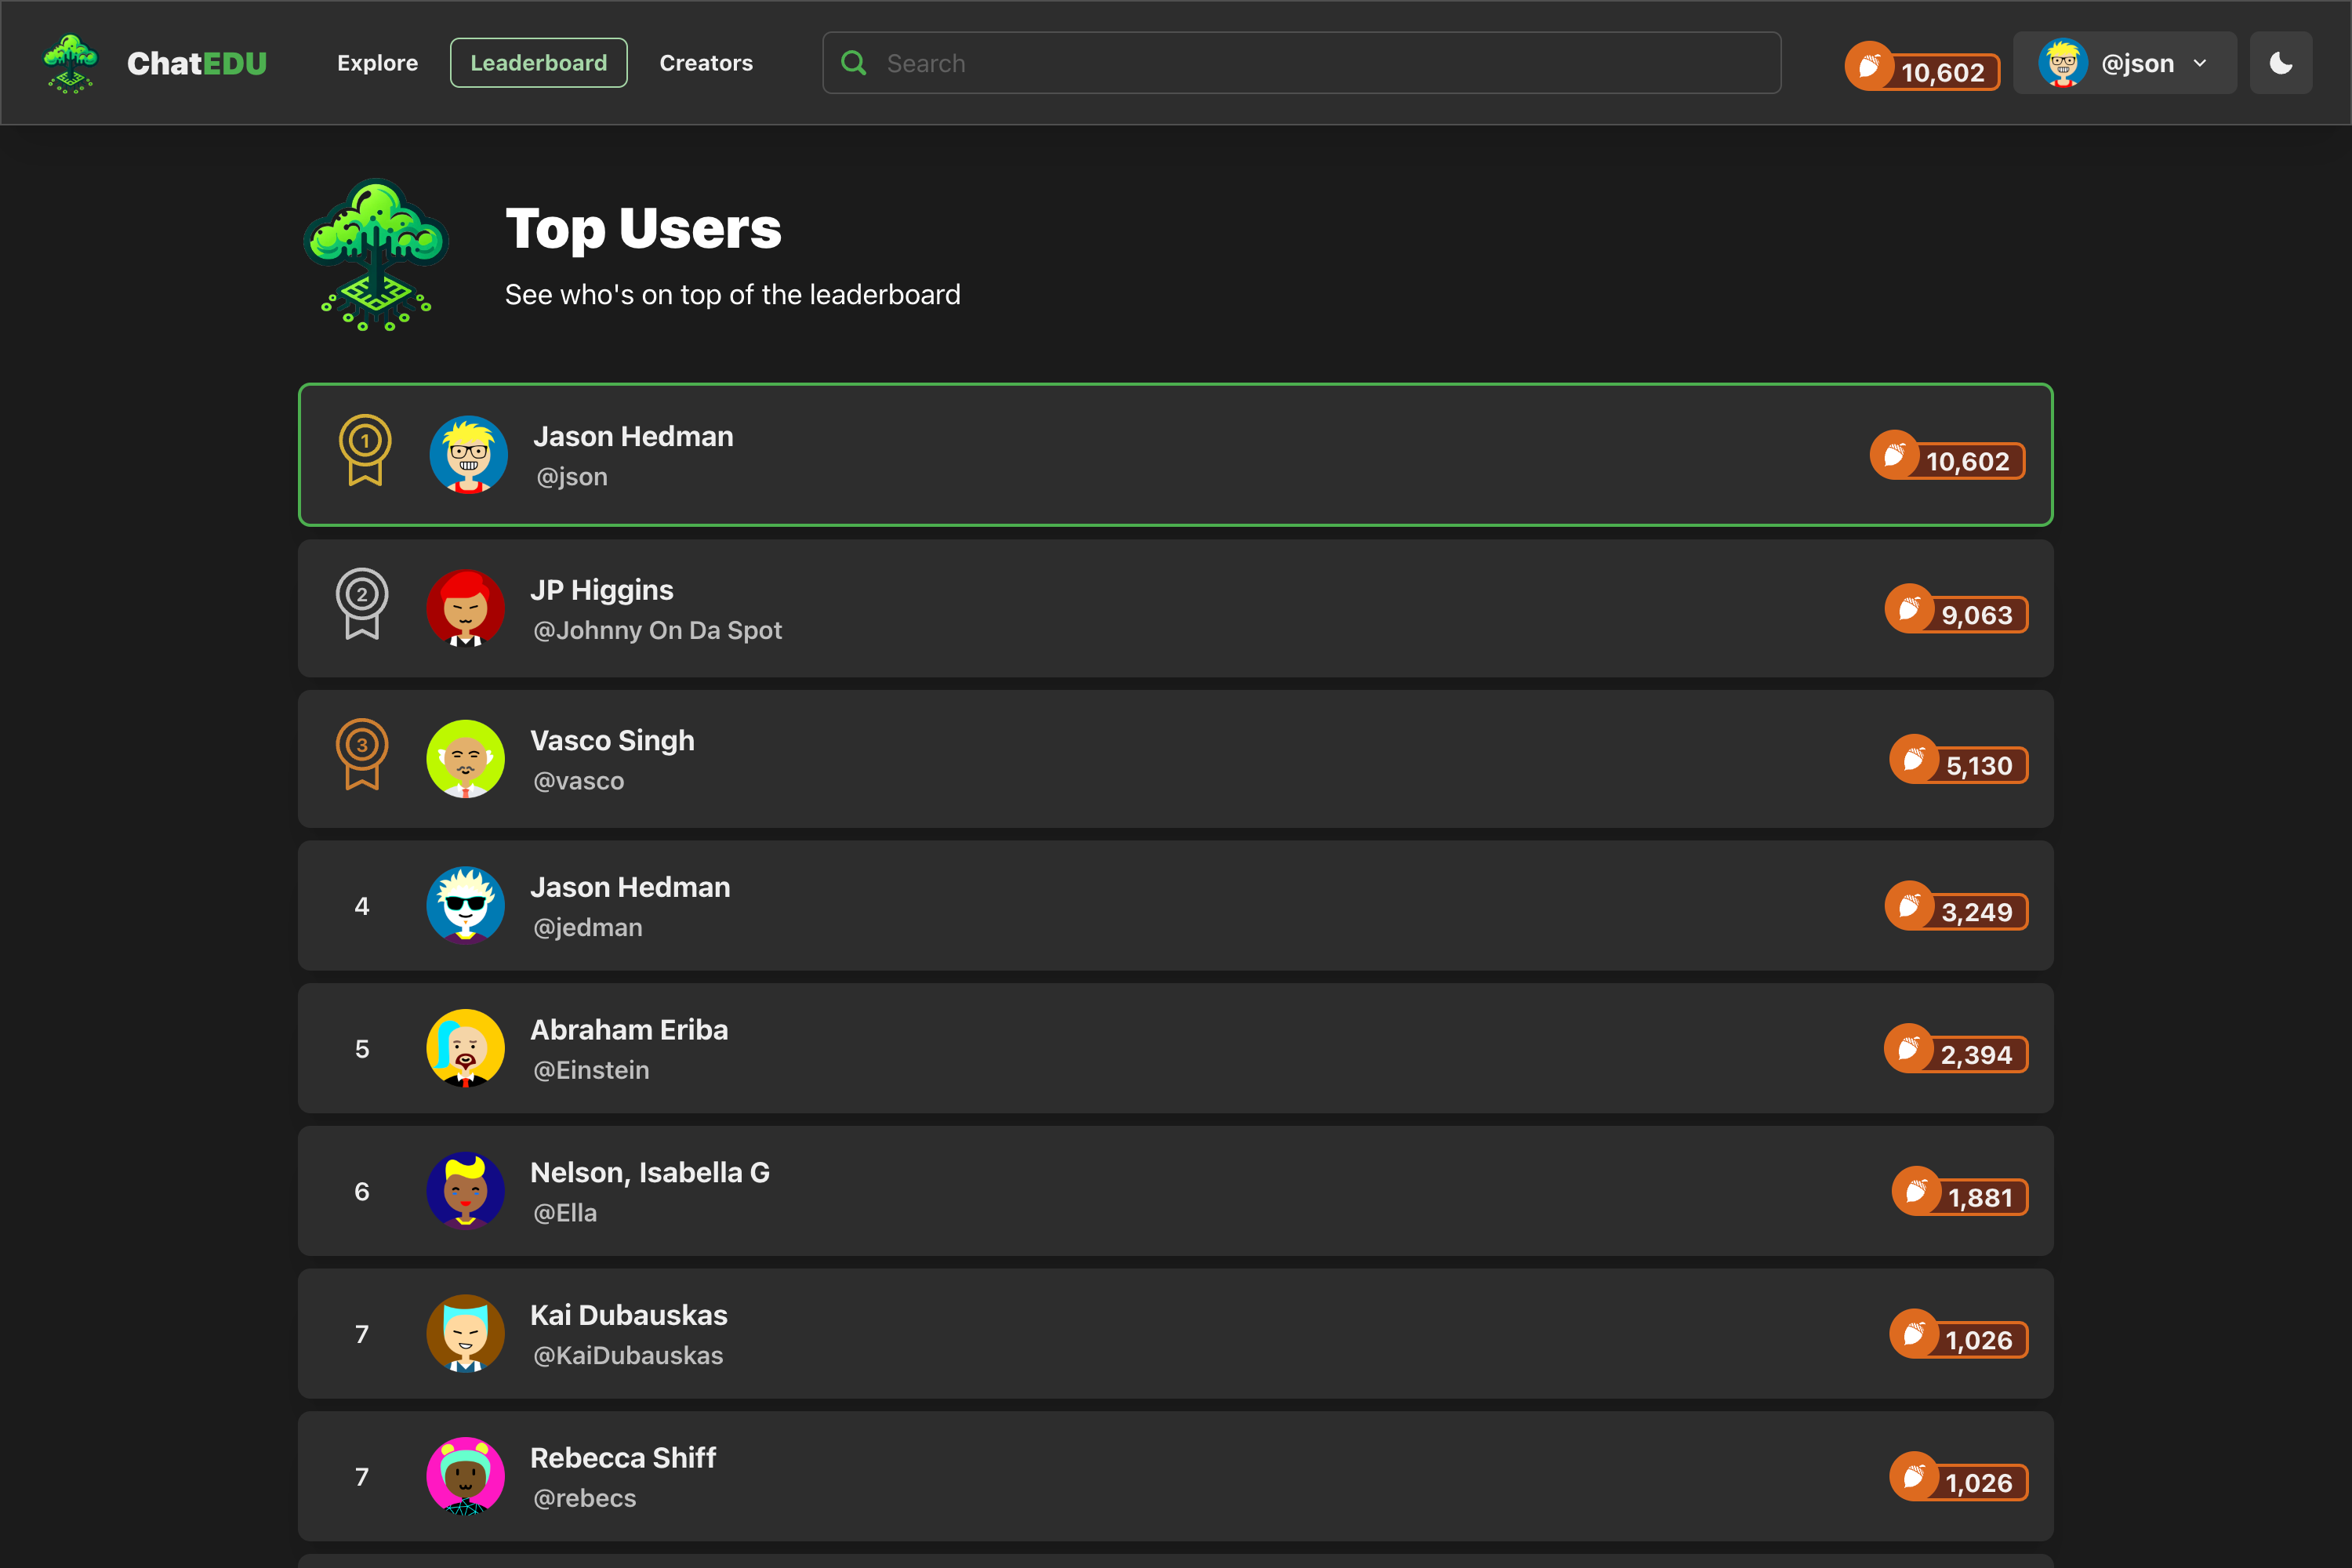 ChatEDU Explore Leaderboard Creators Search 10,602 @json
Top Users
See who's on top of the leaderboard
1 Jason Hedman 10,602
@json
2 JP Higgins 9,063
@Johnny On Da Spot
3 Vasco Singh 5,130
@vasco
4 Jason Hedman 3,249
@jedman
5 Abraham Eriba 2,394
@Einstein
6 Nelson, Isabella G 1,881
@Ella
7 Kai Dubauskas 1,026
@KaiDubauskas
7 Rebecca Shiff 1,026
@rebecs